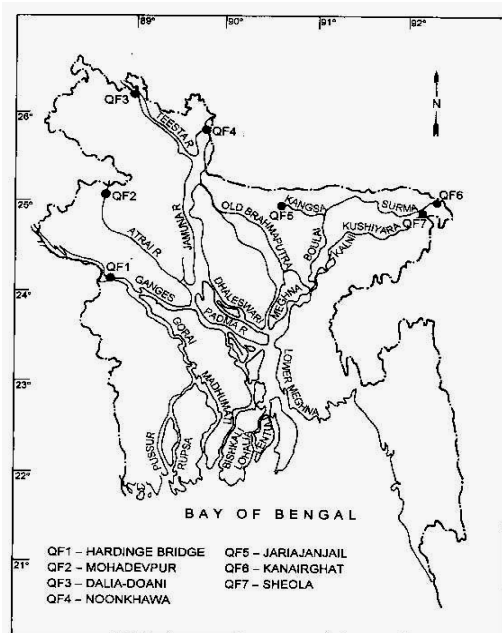 89° 90° 91° 92°
QF3
TEESTA R
QF4
26°
N
QF6
25°
QF2
QF5
KANGSA
SURMA
QF7
OLD BRAHMAPUTRA
BOULAI
KUSHIYARA
KALNI
ATRAI R
JAMUNA R
QF1
GANGES
DHALESWARI
MEGHNA
24°
PADMA R
GORAI
LOWER MEGHNA
23°
MADHUMATI
PUSSUR
RUPSA
BISHKALI
LOHALIA
22°
BAY OF BENGAL
QF1 – HARDINGE BRIDGE QF5 – JARIAJANJAIL
QF2 – MOHADEVPUR QF6 – KANAIRGHAT
QF3 – DALIA-DOANI QF7 – SHEOLA
QF4 – NOONKHAWA
21°